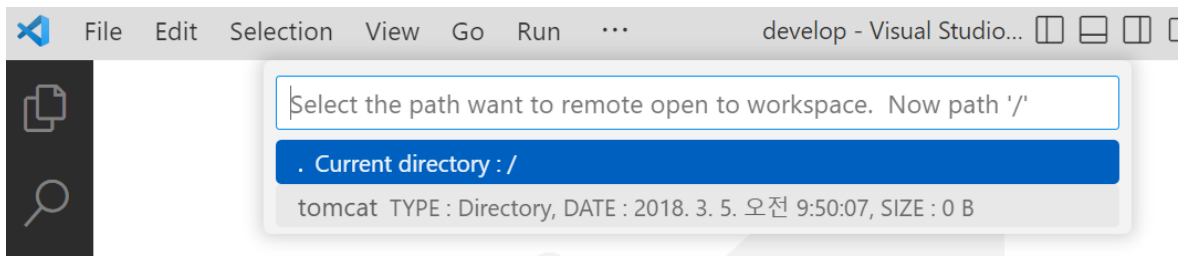 File Edit Selection View Go Run ··· develop - Visual Studio...
Select the path want to remote open to workspace.  Now path '/'
. Current directory : /
tomcat TYPE : Directory, DATE : 2018. 3. 5. 오전 9:50:07, SIZE : 0 B